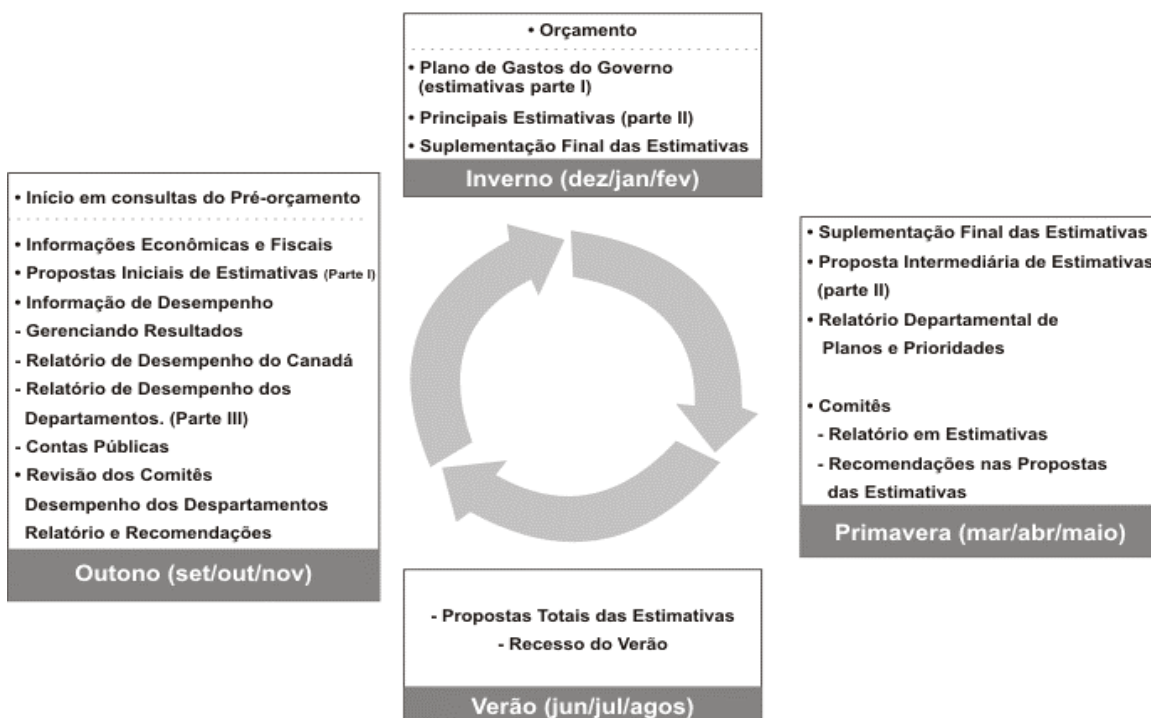 • Orçamento
• Plano de Gastos do Governo
(estimativas parte I)
• Principais Estimativas (parte II)
• Suplementação Final das Estimativas
Inverno (dez/jan/fev)
• Suplementação Final das Estimativas
• Proposta Intermediária de Estimativas
(parte II)
• Relatório Departamental de
Planos e Prioridades
• Comitês
- Relatório em Estimativas
- Recomendações nas Propostas
das Estimativas
Primavera (mar/abr/maio)
- Propostas Totais das Estimativas
- Recesso do Verão
Verão (jun/jul/agos)
• Início em consultas do Pré-orçamento
• Informações Econômicas e Fiscais
• Propostas Iniciais de Estimativas (Parte I)
• Informação de Desempenho
- Gerenciando Resultados
- Relatório de Desempenho do Canadá
- Relatório de Desempenho dos
Departamentos. (Parte III)
- Contas Públicas
• Revisão dos Comitês
Desempenho dos Despartamentos
Relatório e Recomendações
Outono (set/out/nov)